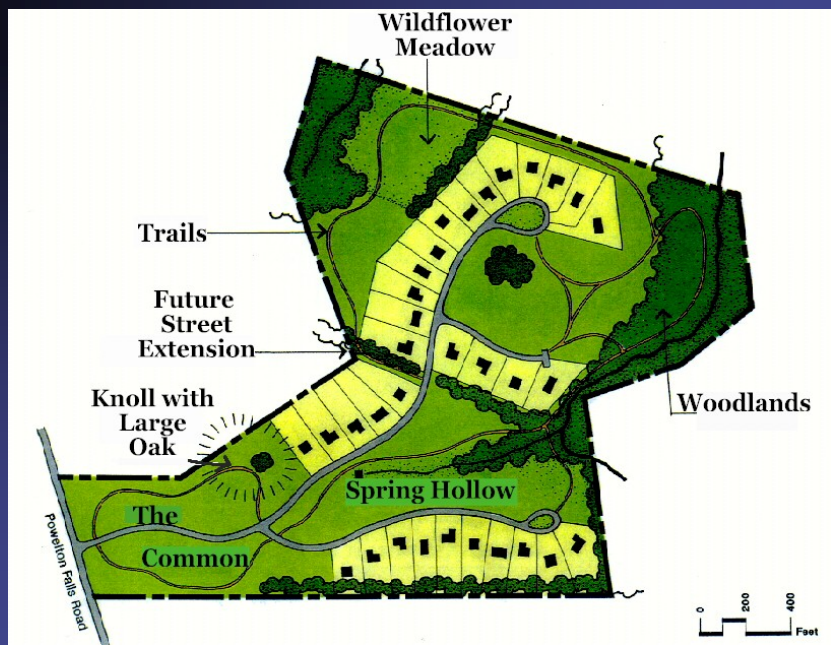 Wildflower
Meadow
Trails
Future
Street
Extension
Knoll with
Large
Oak
Woodlands
Spring Hollow
The
Common
Powelton Falls Road
0
200
400
Feet